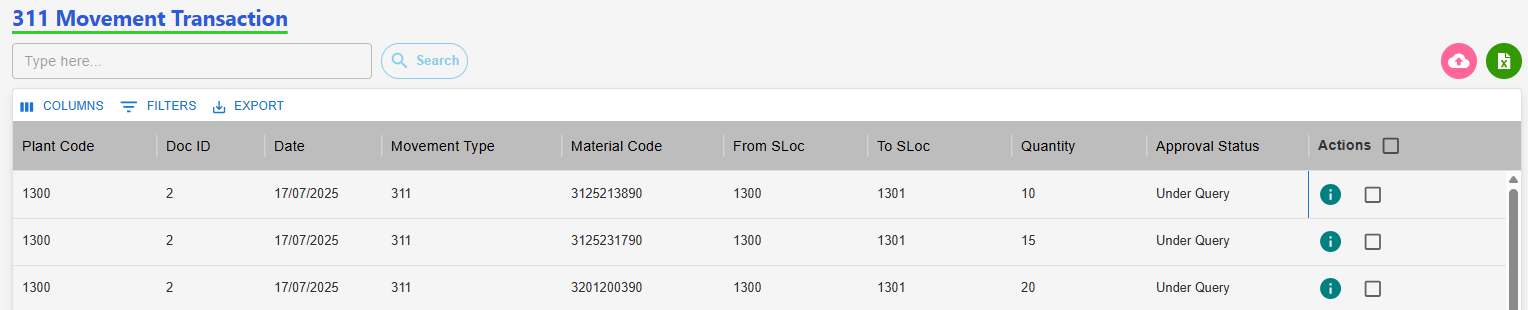 311 Movement Transaction
Type here... Search
COLUMNS FILTERS EXPORT
Plant Code Doc ID Date Movement Type Material Code From SLoc To SLoc Quantity Approval Status Actions
1300 2 17/07/2025 311 3125213890 1300 1301 10 Under Query
1300 2 17/07/2025 311 3125231790 1300 1301 15 Under Query
1300 2 17/07/2025 311 3201200390 1300 1301 20 Under Query